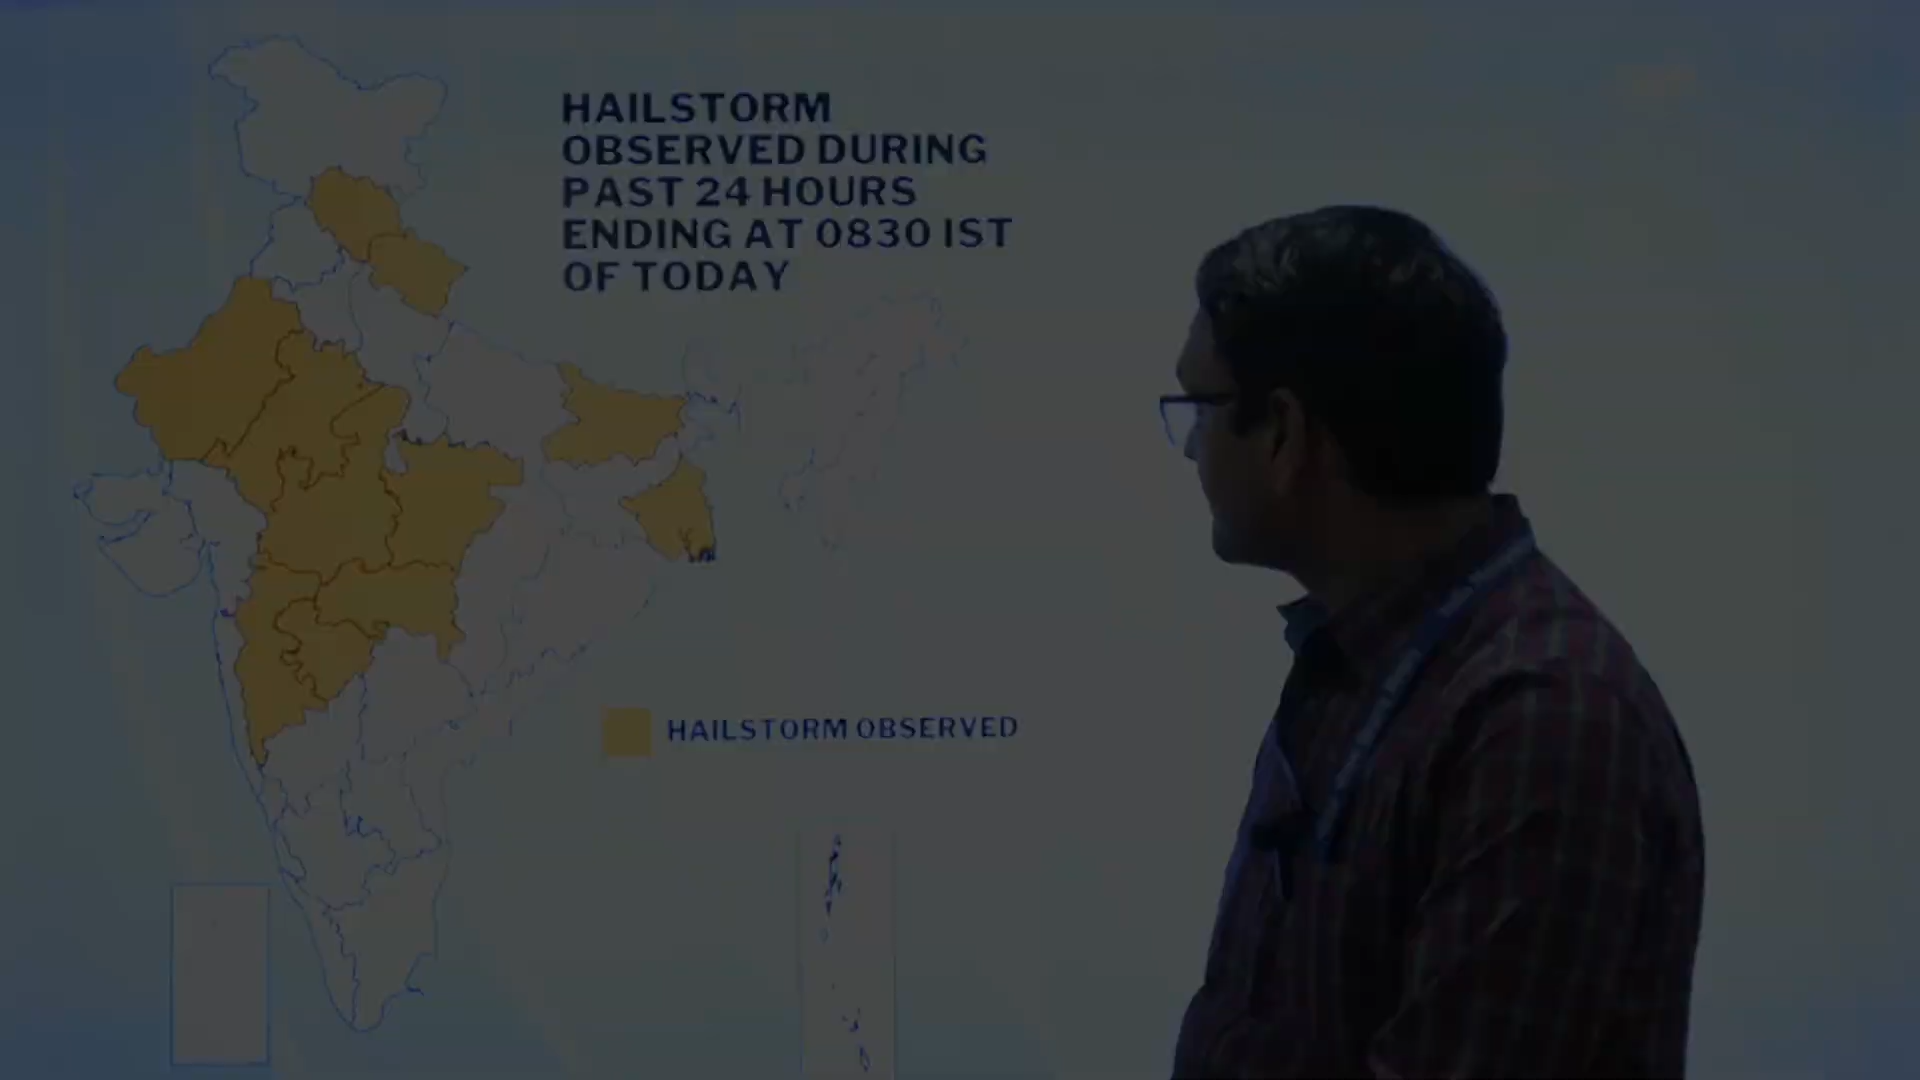 HAILSTORM
OBSERVED DURING
PAST 24 HOURS
ENDING AT 0830 IST
OF TODAY
HAILSTORM OBSERVED